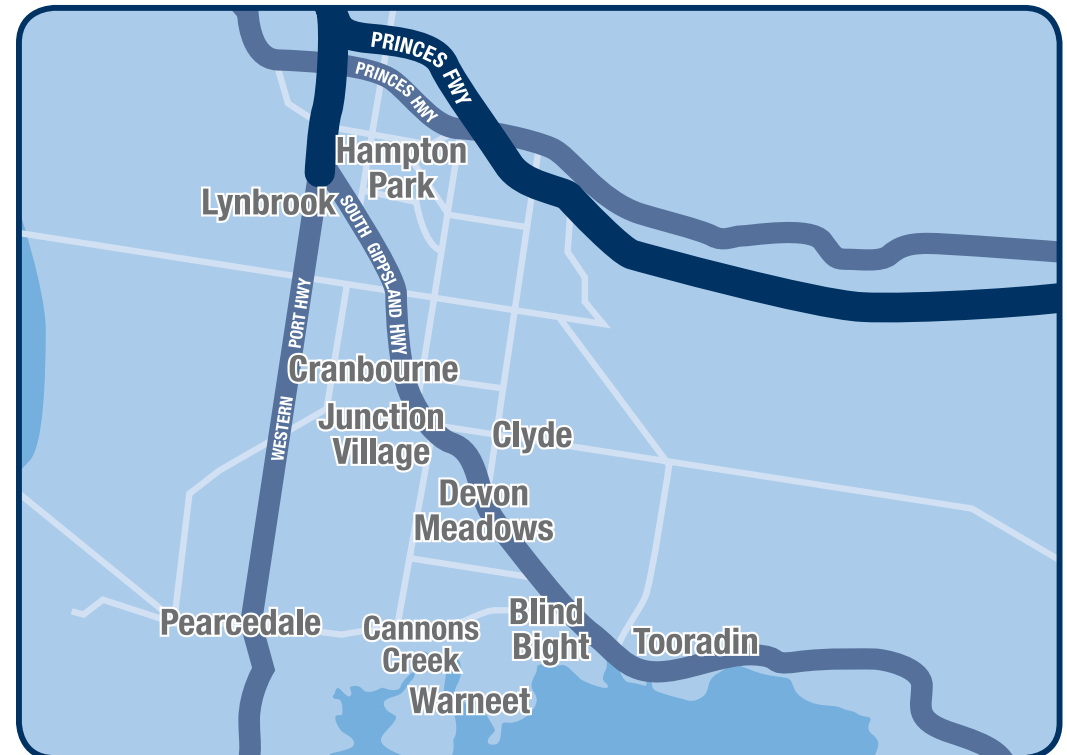 PRINCES FWY
PRINCES HWY
Hampton
Park
Lynbrook
SOUTH GIPPSLAND HWY
WESTERN PORT HWY
Cranbourne
Junction
Village
Clyde
Devon
Meadows
Pearcedale
Cannons
Creek
Blind
Bight
Tooradin
Warneet